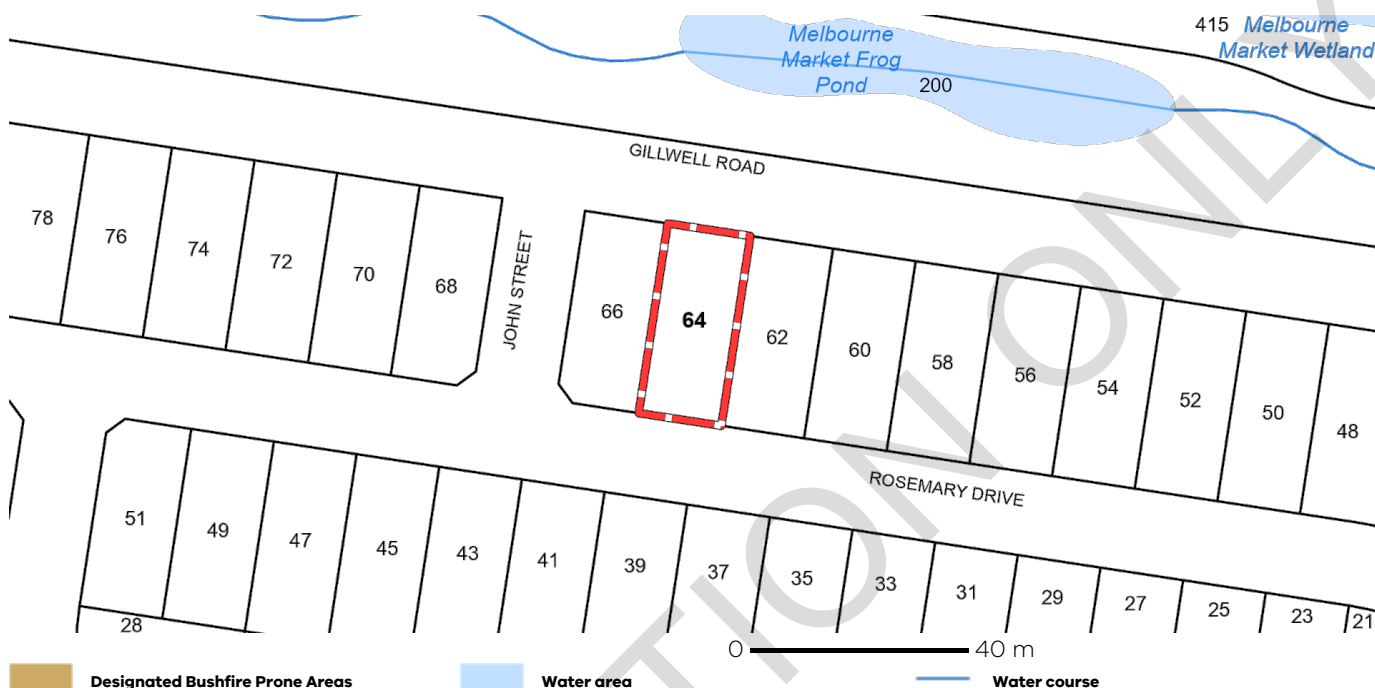 415
Melbourne
Market Wetland
Melbourne
Market Frog
Pond
200
GILLWELL ROAD
78
76
74
72
70
68
JOHN STREET
66
64
62
60
58
56
54
52
50
48
ROSEMARY DRIVE
51
49
47
45
43
41
39
37
35
33
31
29
27
25
23
21
28
0 40 m
Designated Bushfire Prone Areas
Water area
Water course
TION ONLY